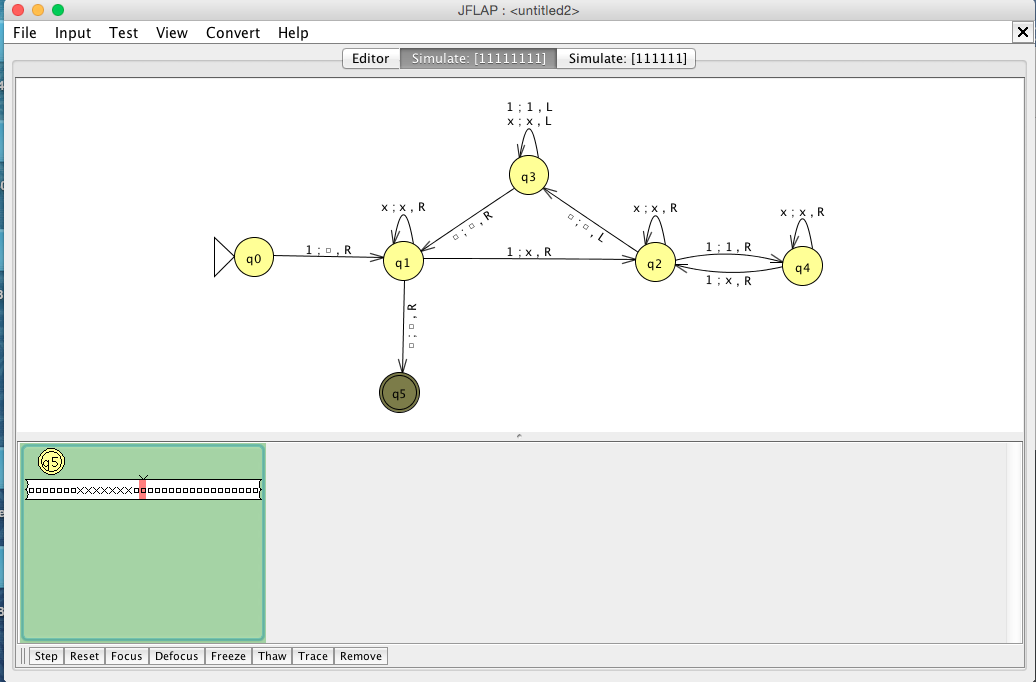 JFLAP : <untitled2>
File Input Test View Convert Help
Editor Simulate: [11111111] Simulate: [111111]
1 ; 1 , L
x ; x , L
q3
x ; x , R
□ ; □ , R
□ ; □ , L
x ; x , R
x ; x , R
q0
1 ; □ , R
q1
1 ; x , R
q2
1 ; 1 , R
q4
1 ; x , R
□ ; □ , R
q5
q5
□□□□□□□xxxxxxx□□□□□□□□□□□□□□□□□□
Step Reset Focus Defocus Freeze Thaw Trace Remove